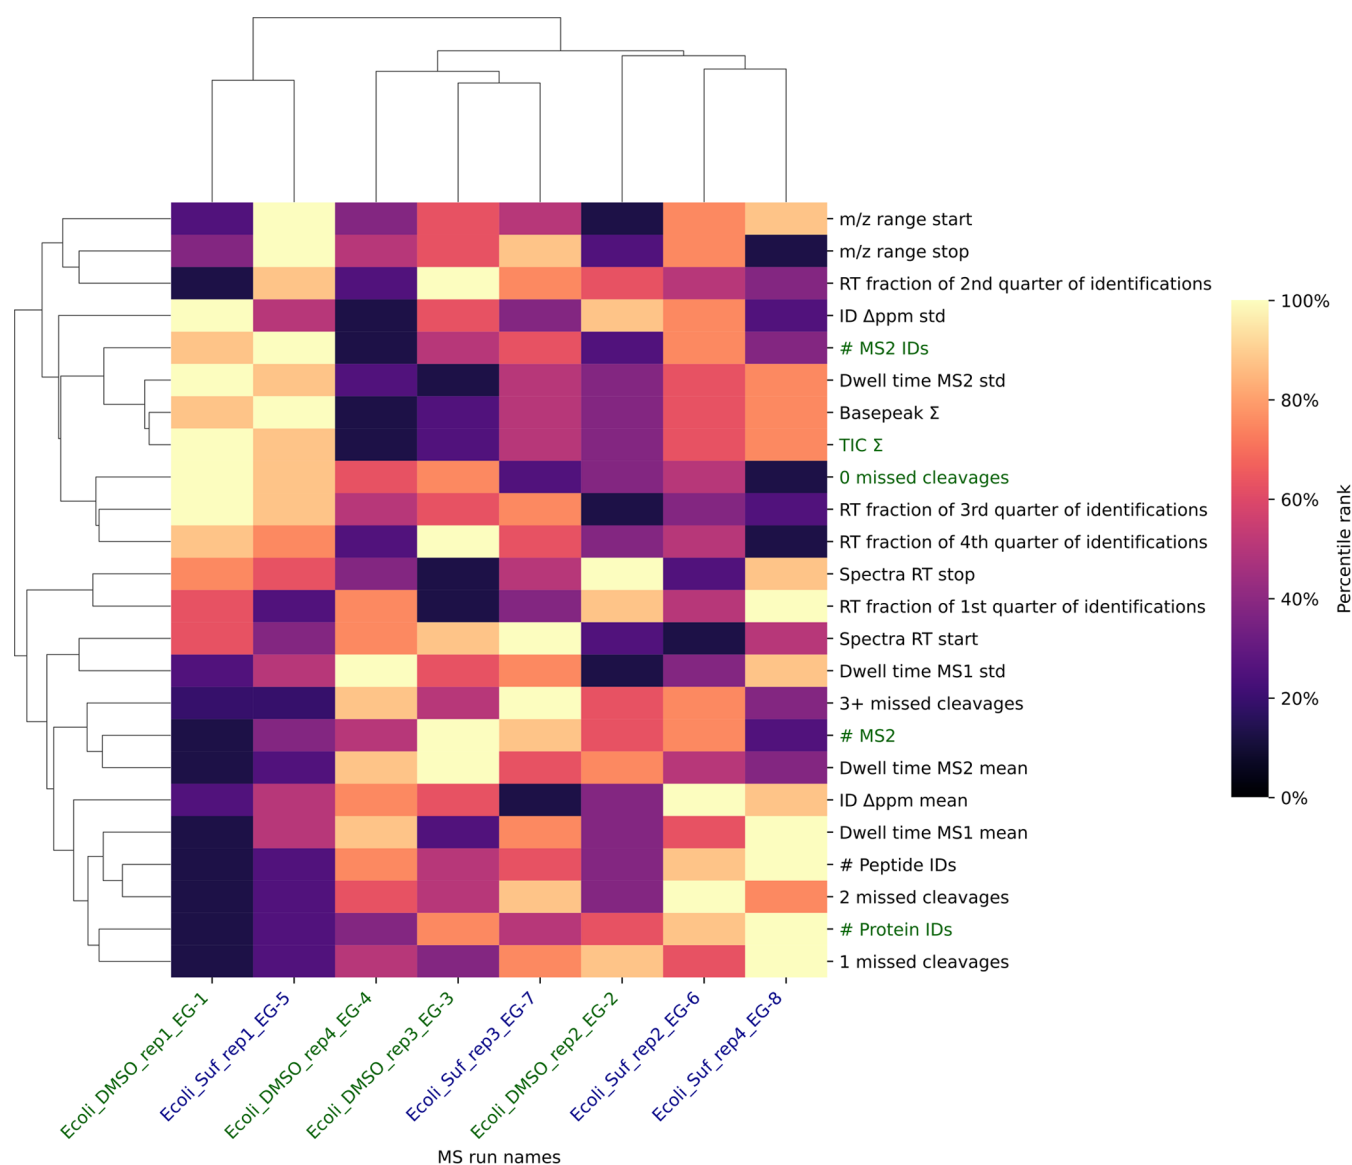 m/z range start
m/z range stop
RT fraction of 2nd quarter of identifications
ID Δppm std
# MS2 IDs
Dwell time MS2 std
Basepeak Σ
TIC Σ
0 missed cleavages
RT fraction of 3rd quarter of identifications
RT fraction of 4th quarter of identifications
Spectra RT stop
RT fraction of 1st quarter of identifications
Spectra RT start
Dwell time MS1 std
3+ missed cleavages
# MS2
Dwell time MS2 mean
ID Δppm mean
Dwell time MS1 mean
# Peptide IDs
2 missed cleavages
# Protein IDs
1 missed cleavages
100%
80%
60%
40%
20%
0%
Percentile rank
Ecoli_DMSO_rep1_EG-1
Ecoli_Suf_rep1_EG-5
Ecoli_DMSO_rep4_EG-4
Ecoli_DMSO_rep3_EG-3
Ecoli_Suf_rep3_EG-7
Ecoli_DMSO_rep2_EG-2
Ecoli_Suf_rep2_EG-6
Ecoli_Suf_rep4_EG-8
MS run names